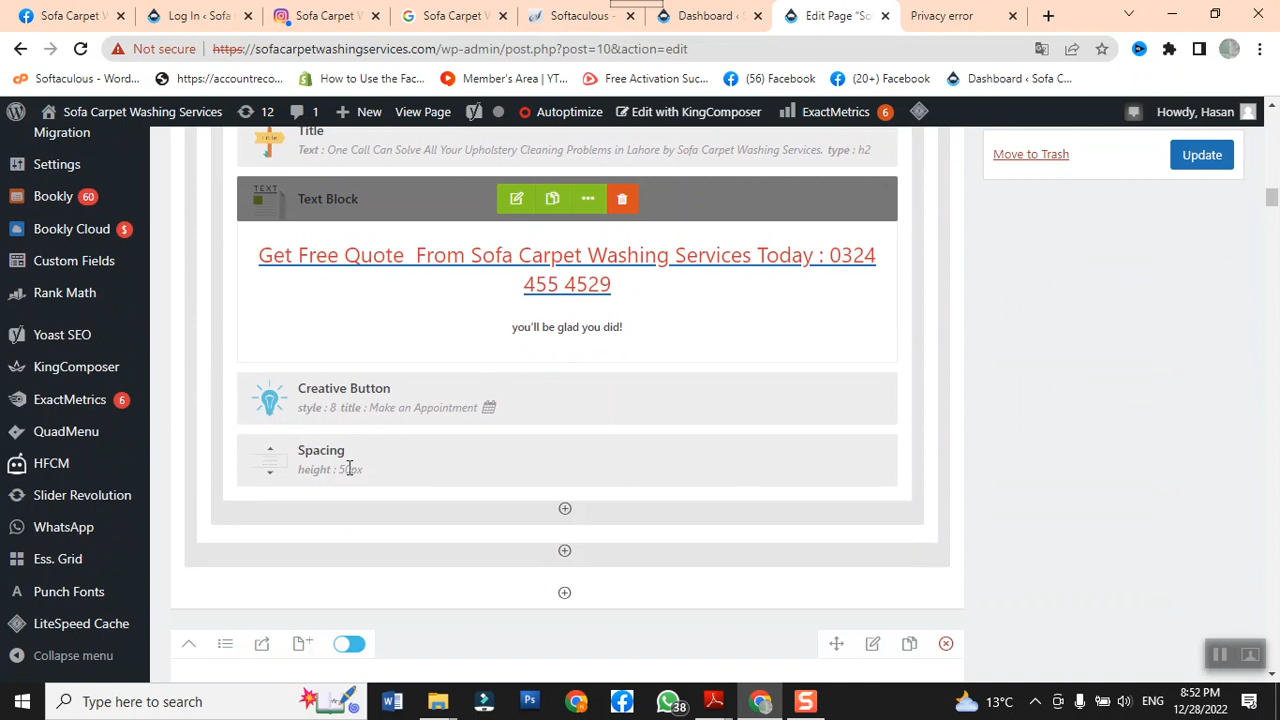 Sofa Carpet W
Log In ‹ Sofa C
Sofa Carpet W
Sofa Carpet W
Softaculous -
Dashboard ‹ S
Edit Page "So
Privacy error
Not secure
https://sofacarpetwashingservices.com/wp-admin/post.php?post=10&action=edit
Softaculous - Word...
https://accountreco...
How to Use the Fac...
Member's Area | YT...
Free Activation Suc...
(56) Facebook
(20+) Facebook
Dashboard ‹ Sofa C...
Sofa Carpet Washing Services
12
1
New
View Page
Autoptimize
Edit with KingComposer
ExactMetrics 6
Howdy, Hasan
Migration
Settings
Bookly 60
Bookly Cloud $
Custom Fields
Rank Math
Yoast SEO
KingComposer
ExactMetrics 6
QuadMenu
HFCM
Slider Revolution
WhatsApp
Ess. Grid
Punch Fonts
LiteSpeed Cache
Collapse menu
Title
Title
Text : One Call Can Solve All Your Upholstery Cleaning Problems in Lahore by Sofa Carpet Washing Services. type : h2
TEXT
Text Block
Get Free Quote From Sofa Carpet Washing Services Today : 0324
455 4529
you'll be glad you did!
Creative Button
style : 8 title : Make an Appointment
Spacing
height : 50px
Move to Trash
Update
Type here to search
W
Ps
38
S
13°C
ENG
8:52 PM
12/28/2022